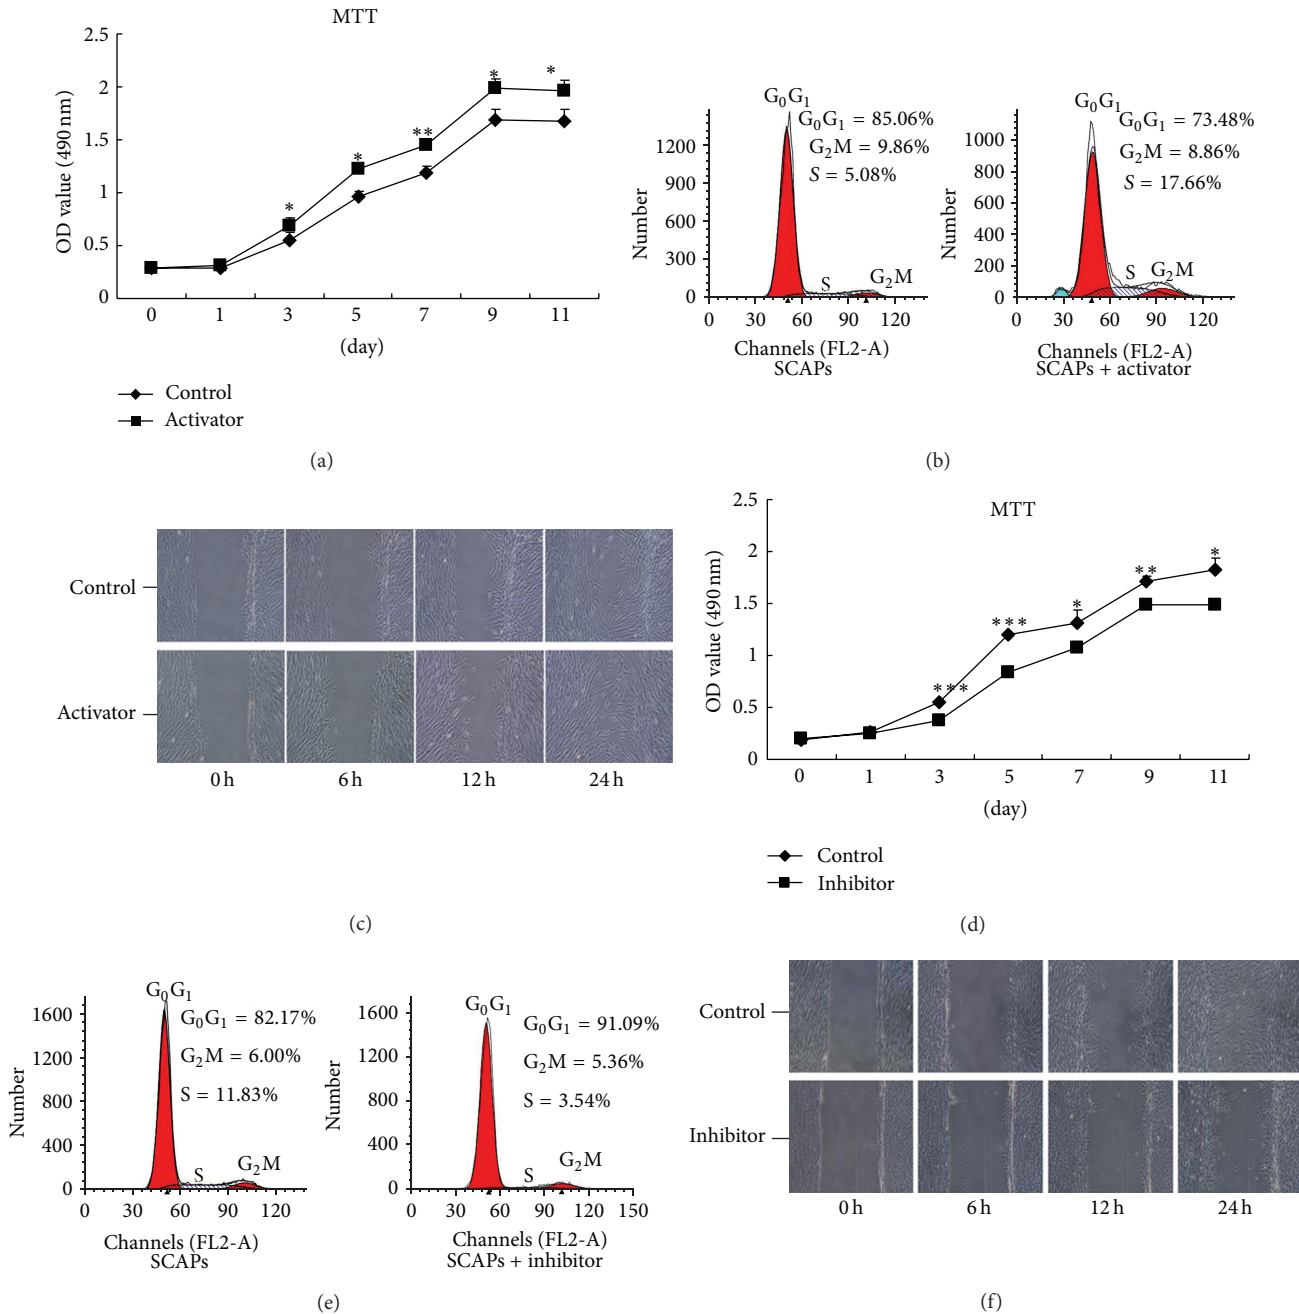 MTT
2.5
2
1.5
1
0.5
0
OD value (490 nm)
* ** * * *
0 1 3 5 7 9 11
(day)
Control
Activator
(a)
G0G1
G0G1 = 85.06%
G2M = 9.86%
S = 5.08%
1200
900
600
300
0
Number
S
G2M
0 30 60 90 120
Channels (FL2-A)
SCAPs
G0G1
G0G1 = 73.48%
G2M = 8.86%
S = 17.66%
1000
800
600
400
200
0
Number
S
G2M
0 30 60 90 120
Channels (FL2-A)
SCAPs + activator
(b)
Control
Activator
0 h 6 h 12 h 24 h
(c)
MTT
2.5
2
1.5
1
0.5
0
OD value (490 nm)
*** *** * ** *
0 1 3 5 7 9 11
(day)
Control
Inhibitor
(d)
G0G1
G0G1 = 82.17%
G2M = 6.00%
S = 11.83%
1600
1200
800
400
0
Number
S
G2M
0 30 60 90 120
Channels (FL2-A)
SCAPs
G0G1
G0G1 = 91.09%
G2M = 5.36%
S = 3.54%
1600
1200
800
400
0
Number
S
G2M
0 30 60 90 120 150
Channels (FL2-A)
SCAPs + inhibitor
(e)
Control
Inhibitor
0 h 6 h 12 h 24 h
(f)